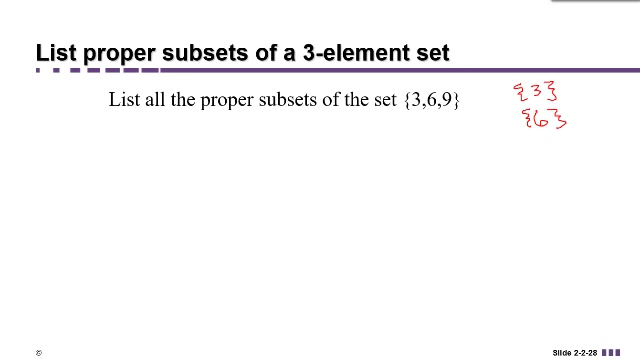 List proper subsets of a 3-element set
List all the proper subsets of the set {3,6,9}
{3}
{6}
©
Slide 2-2-28